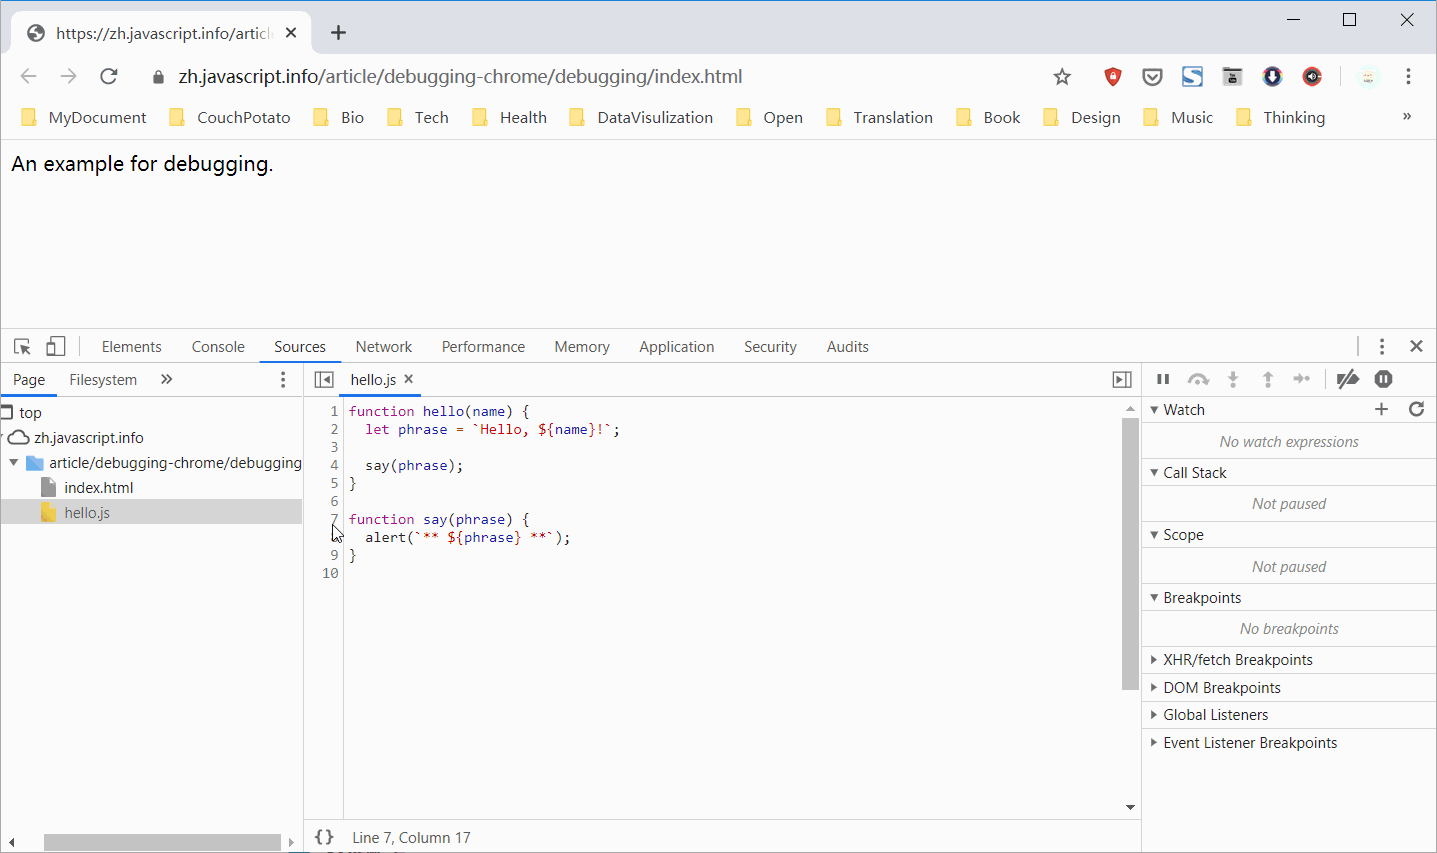 https://zh.javascript.info/artic
zh.javascript.info/article/debugging-chrome/debugging/index.html
MyDocument CouchPotato Bio Tech Health DataVisulization Open Translation Book Design Music Thinking »
An example for debugging.
Elements Console Sources Network Performance Memory Application Security Audits
Page Filesystem »
top
zh.javascript.info
article/debugging-chrome/debugging
index.html
hello.js
hello.js
1 function hello(name) {
2 let phrase = `Hello, ${name}!`;
3
4 say(phrase);
5 }
6
7 function say(phrase) {
alert(`** ${phrase} **`);
9 }
10
{} Line 7, Column 17
Watch
No watch expressions
Call Stack
Not paused
Scope
Not paused
Breakpoints
No breakpoints
XHR/fetch Breakpoints
DOM Breakpoints
Global Listeners
Event Listener Breakpoints